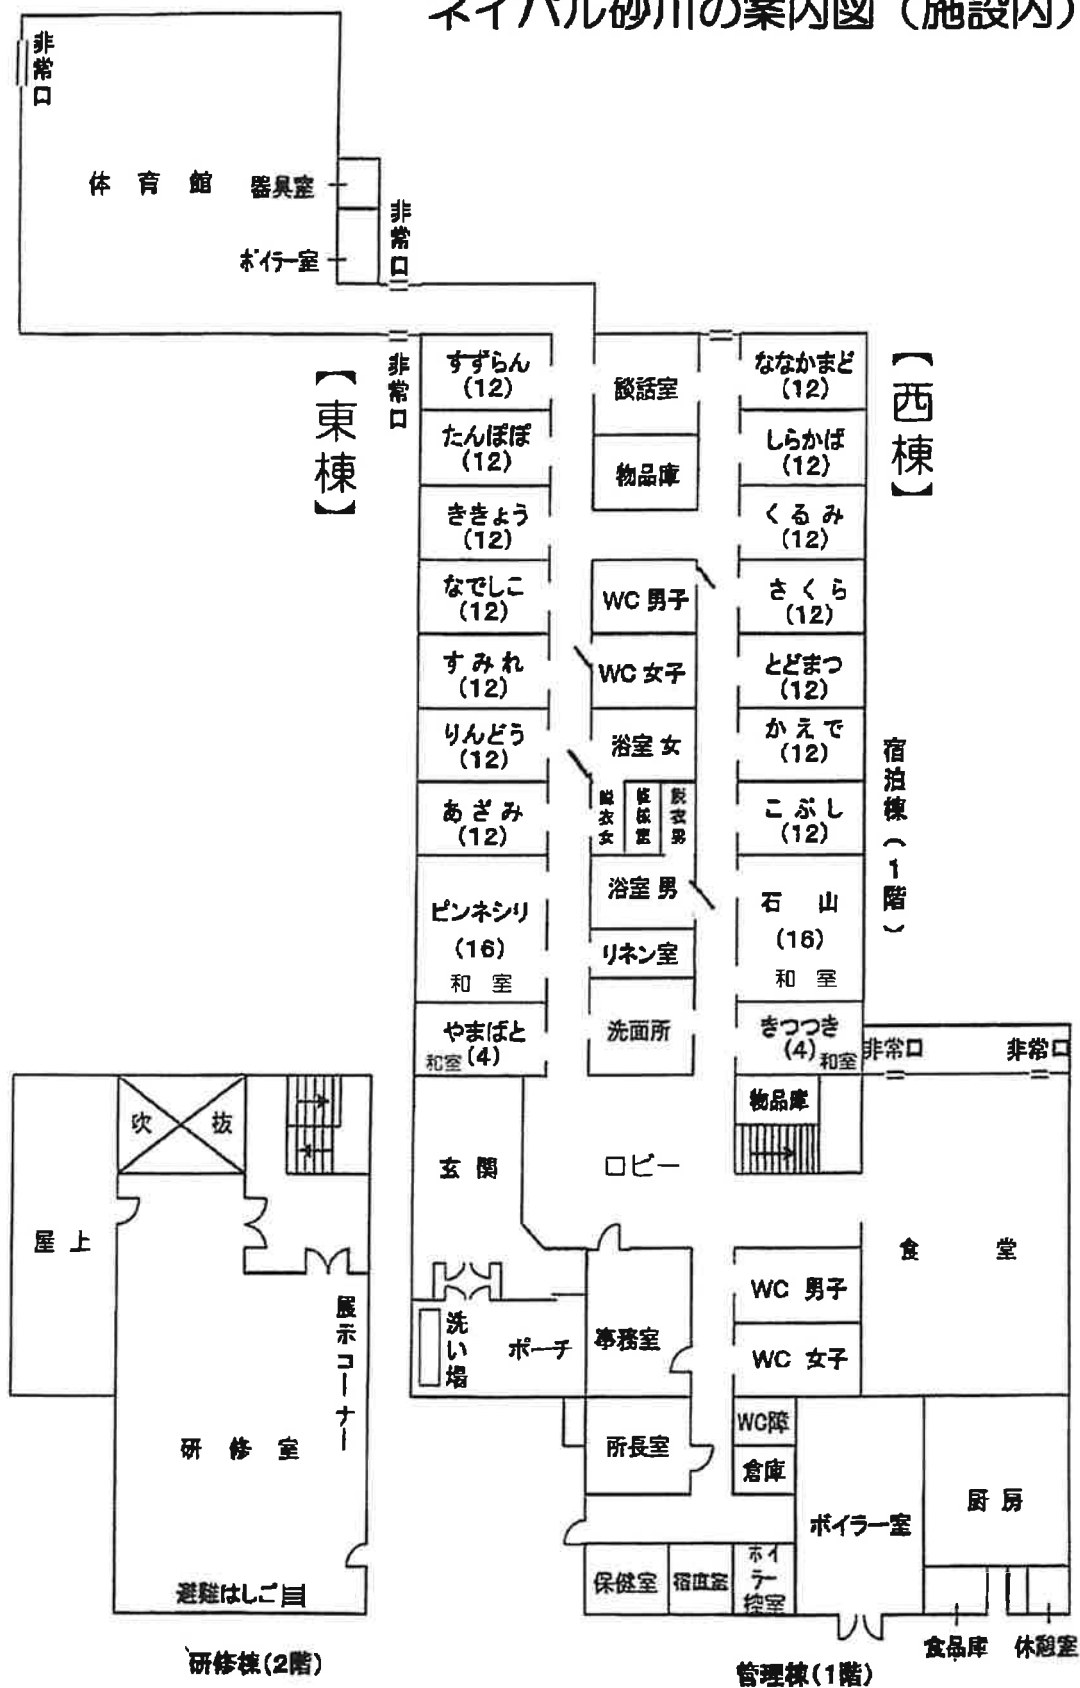 ネイパル砂川の案内図（施設内）
非常口
体育館
器具室
ボイラー室
非常口
非常口
【東棟】
【西棟】
すずらん
(12)
たんぽぽ
(12)
ききょう
(12)
なでしこ
(12)
すみれ
(12)
りんどう
(12)
あざみ
(12)
ピンネシリ
(16)
和室
やまばと
和室(4)
談話室
物品庫
WC 男子
WC 女子
浴室 女
脱衣女
脱衣男
浴室 男
リネン室
洗面所
ななかまど
(12)
しらかば
(12)
くるみ
(12)
さくら
(12)
とどまつ
(12)
かえで
(12)
こぶし
(12)
石山
(16)
和室
きつつき
(4)和室
宿泊棟(1階)
非常口
非常口
物品庫
玄関
ロビー
食堂
WC 男子
WC 女子
洗い場
ポーチ
事務室
所長室
WC障
倉庫
ボイラー室
厨房
保健室
宿直室
ボイラー控室
食品庫
休憩室
管理棟(1階)
吹抜
屋上
展示コーナー
研修室
避難はしご
研修棟(2階)